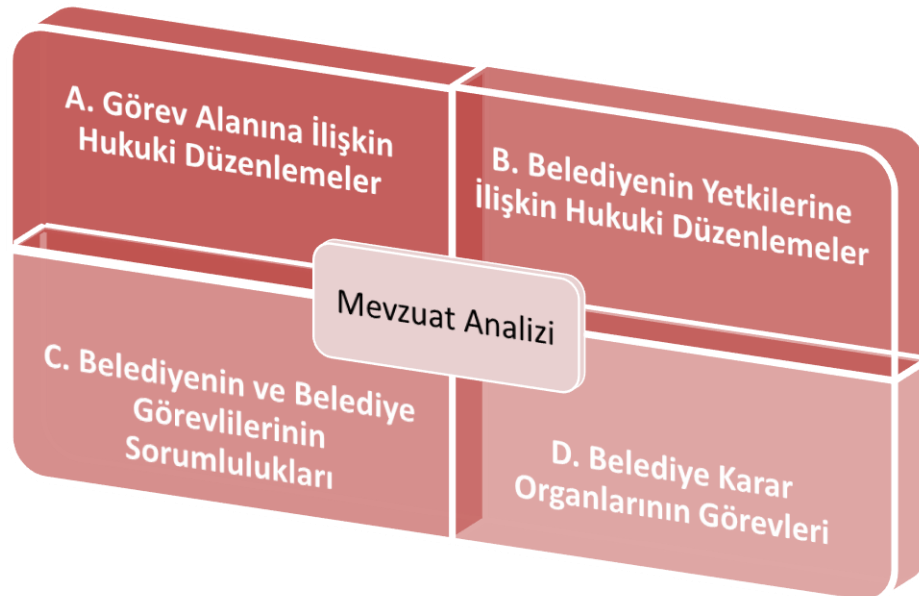 A. Görev Alanına İlişkin
Hukuki Düzenlemeler
B. Belediyenin Yetkilerine
İlişkin Hukuki Düzenlemeler
Mevzuat Analizi
C. Belediyenin ve Belediye
Görevlilerinin
Sorumlulukları
D. Belediye Karar
Organlarının Görevleri